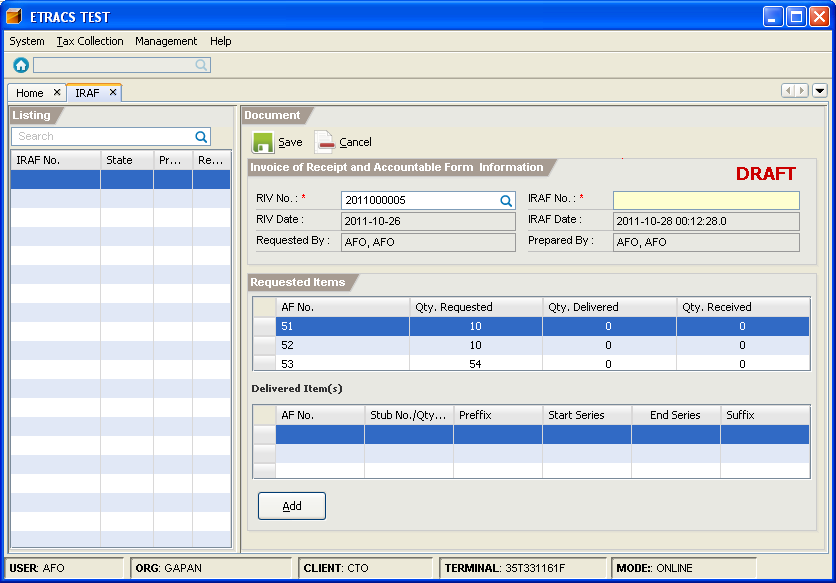 ETRACS TEST
System Tax Collection Management Help
Home IRAF
Listing
Search
IRAF No. State Pr... Re...
Document
Save Cancel
Invoice of Receipt and Accountable Form Information
DRAFT
RIV No. : * 2011000005 IRAF No. : *
RIV Date : 2011-10-26 IRAF Date : 2011-10-28 00:12:28.0
Requested By : AFO, AFO Prepared By : AFO, AFO
Requested Items
AF No. Qty. Requested Qty. Delivered Qty. Received
51 10 0 0
52 10 0 0
53 54 0 0
Delivered Item(s)
AF No. Stub No./Qty... Preffix Start Series End Series Suffix
Add
USER: AFO ORG: GAPAN CLIENT: CTO TERMINAL: 35T331161F MODE:: ONLINE